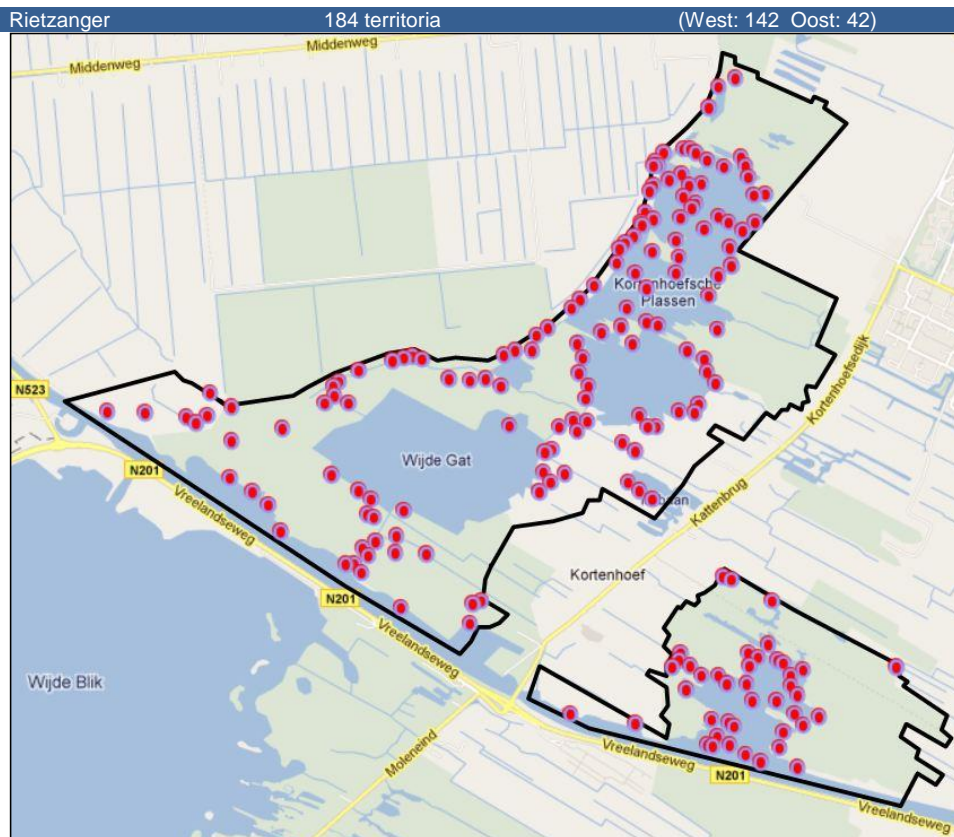 Rietzanger 184 territoria (West: 142 Oost: 42)
Middenweg
Middenweg
Kortenhoefsche
Plassen
N523
Kortenhoefsedijk
Wijde Gat
N201
Vreelandseweg
Kattenbrug
Kortenhoef
N201
Vreelandseweg
Wijde Blik
Moleneind
Vreelandseweg
N201
Vreelandseweg